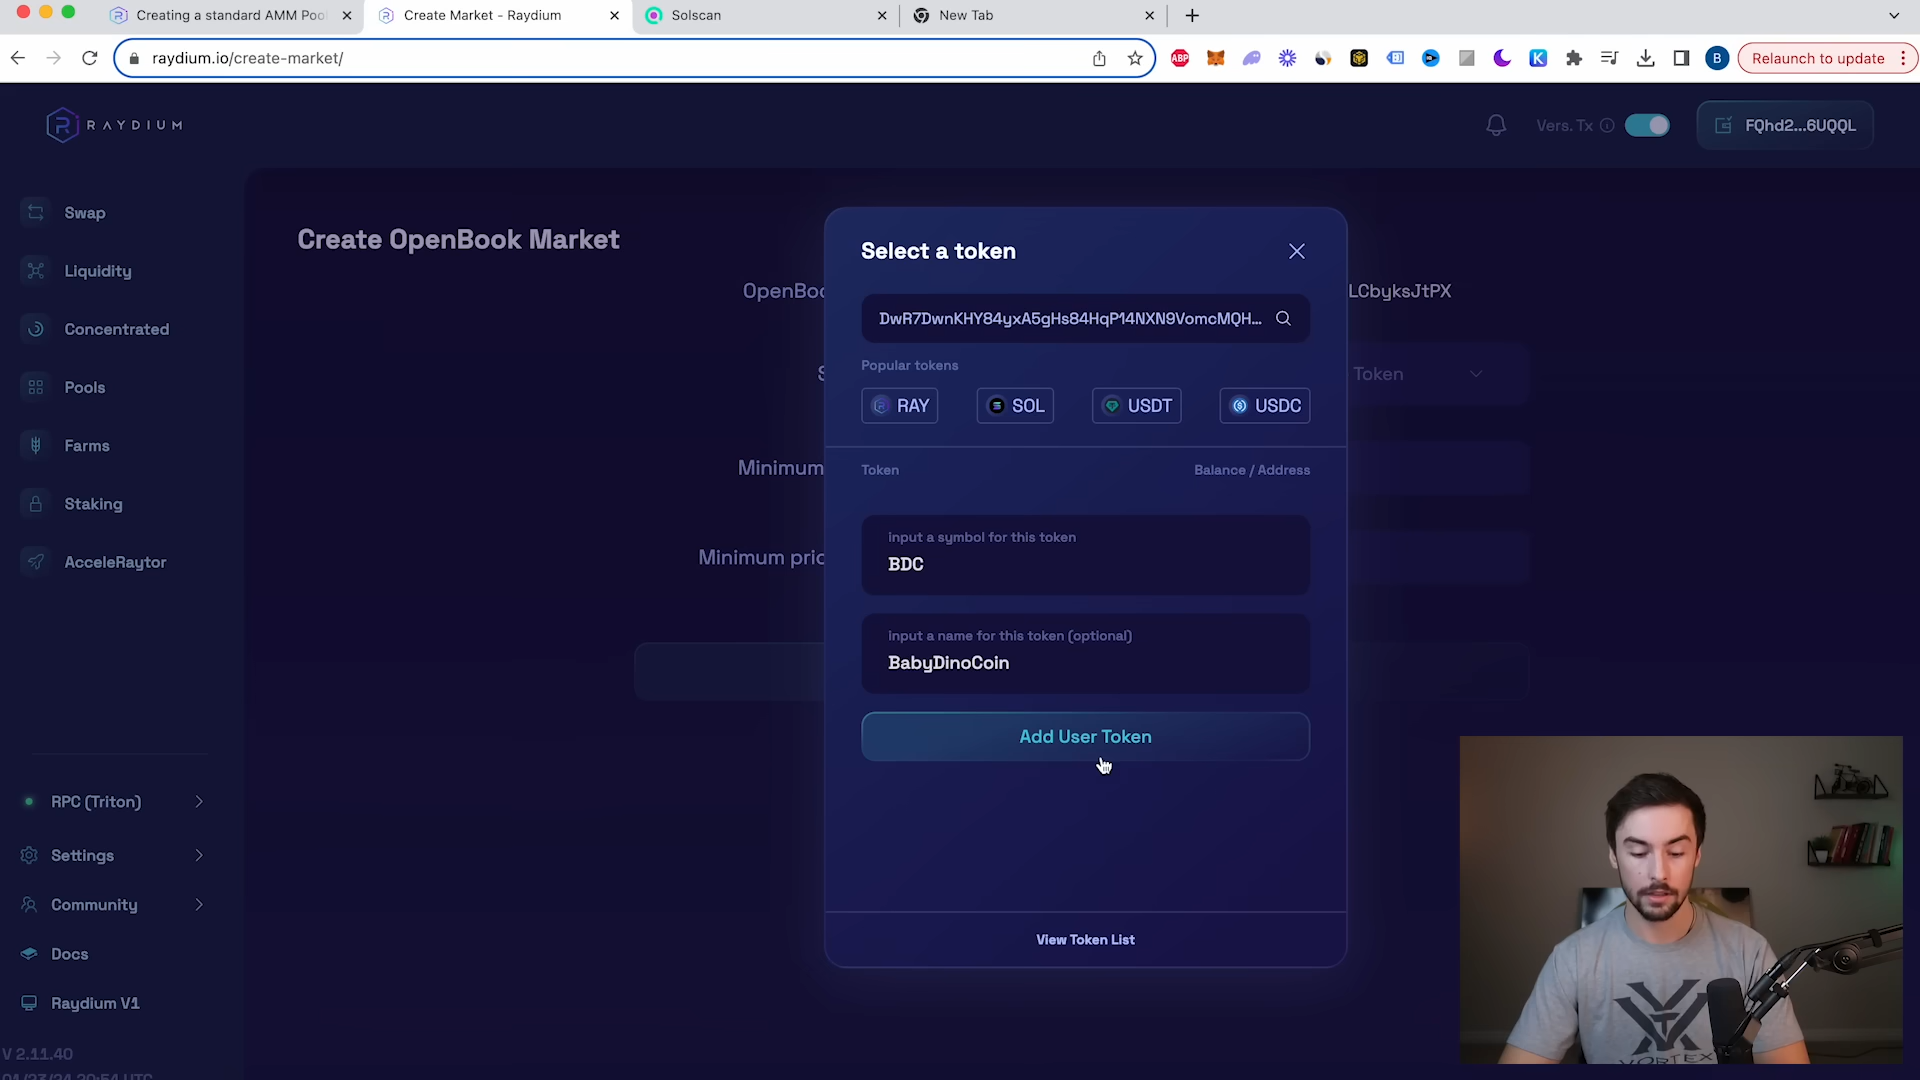 Creating a standard AMM Poo
Create Market - Raydium
Solscan
New Tab
raydium.io/create-market/
ABP
B
Relaunch to update
RAYDIUM
Vers. Tx
FQhd2...6UQQL
Swap
Liquidity
Concentrated
Pools
Farms
Staking
AcceleRaytor
RPC (Triton)
Settings
Community
Docs
Raydium V1
V 2.11.40
Create OpenBook Market
OpenBoo
LCbyksJtPX
Token
Minimum
Minimum pric
Select a token
DwR7DwnKHY84yxA5gHs84HqP14NXN9VomcMQH...
Popular tokens
RAY
SOL
USDT
USDC
Token
Balance / Address
input a symbol for this token
BDC
input a name for this token (optional)
BabyDinoCoin
Add User Token
View Token List
VORTEX